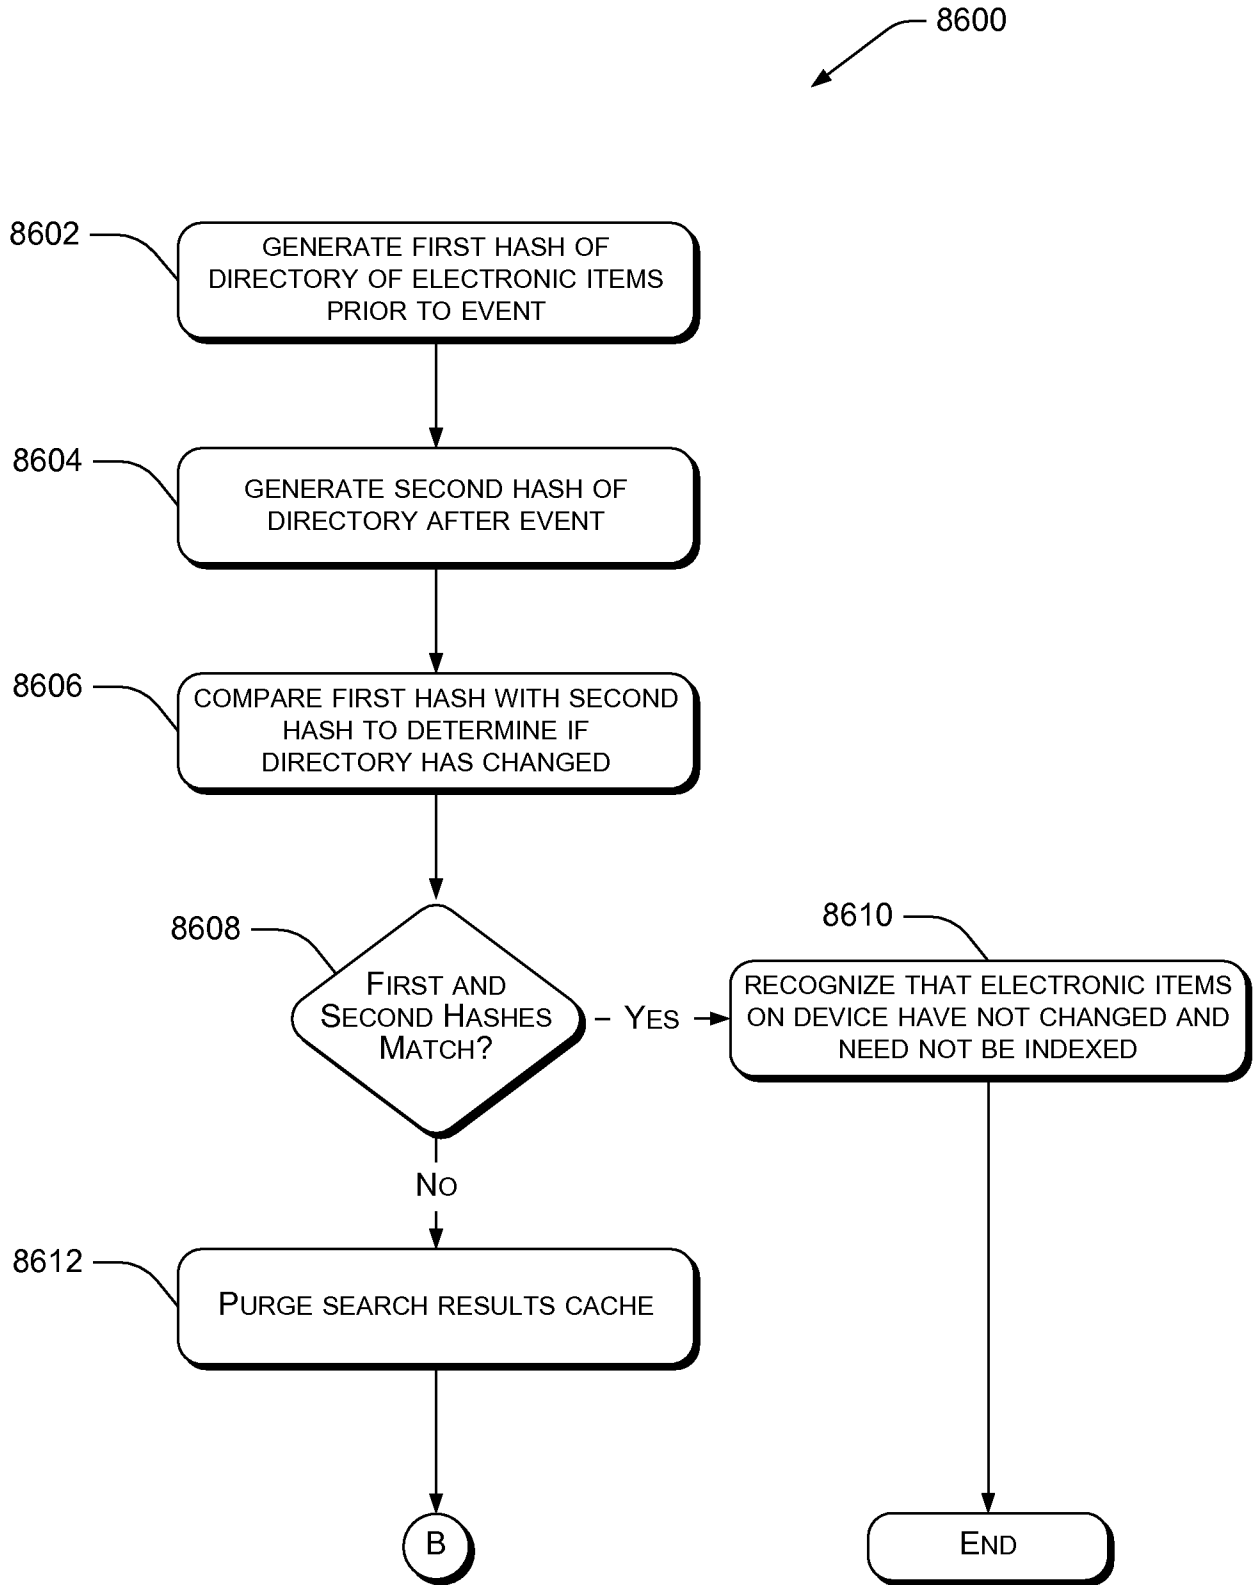 8600
8602
GENERATE FIRST HASH OF
DIRECTORY OF ELECTRONIC ITEMS
PRIOR TO EVENT
8604
GENERATE SECOND HASH OF
DIRECTORY AFTER EVENT
8606
COMPARE FIRST HASH WITH SECOND
HASH TO DETERMINE IF
DIRECTORY HAS CHANGED
8608
FIRST AND
SECOND HASHES
MATCH?
YES
8610
RECOGNIZE THAT ELECTRONIC ITEMS
ON DEVICE HAVE NOT CHANGED AND
NEED NOT BE INDEXED
NO
8612
PURGE SEARCH RESULTS CACHE
B
END